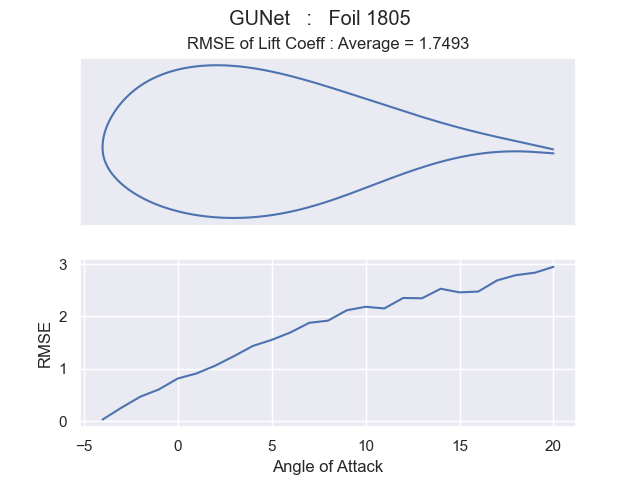 GUNet : Foil 1805
RMSE of Lift Coeff : Average = 1.7493
3
2
1
0
RMSE
−5 0 5 10 15 20
Angle of Attack